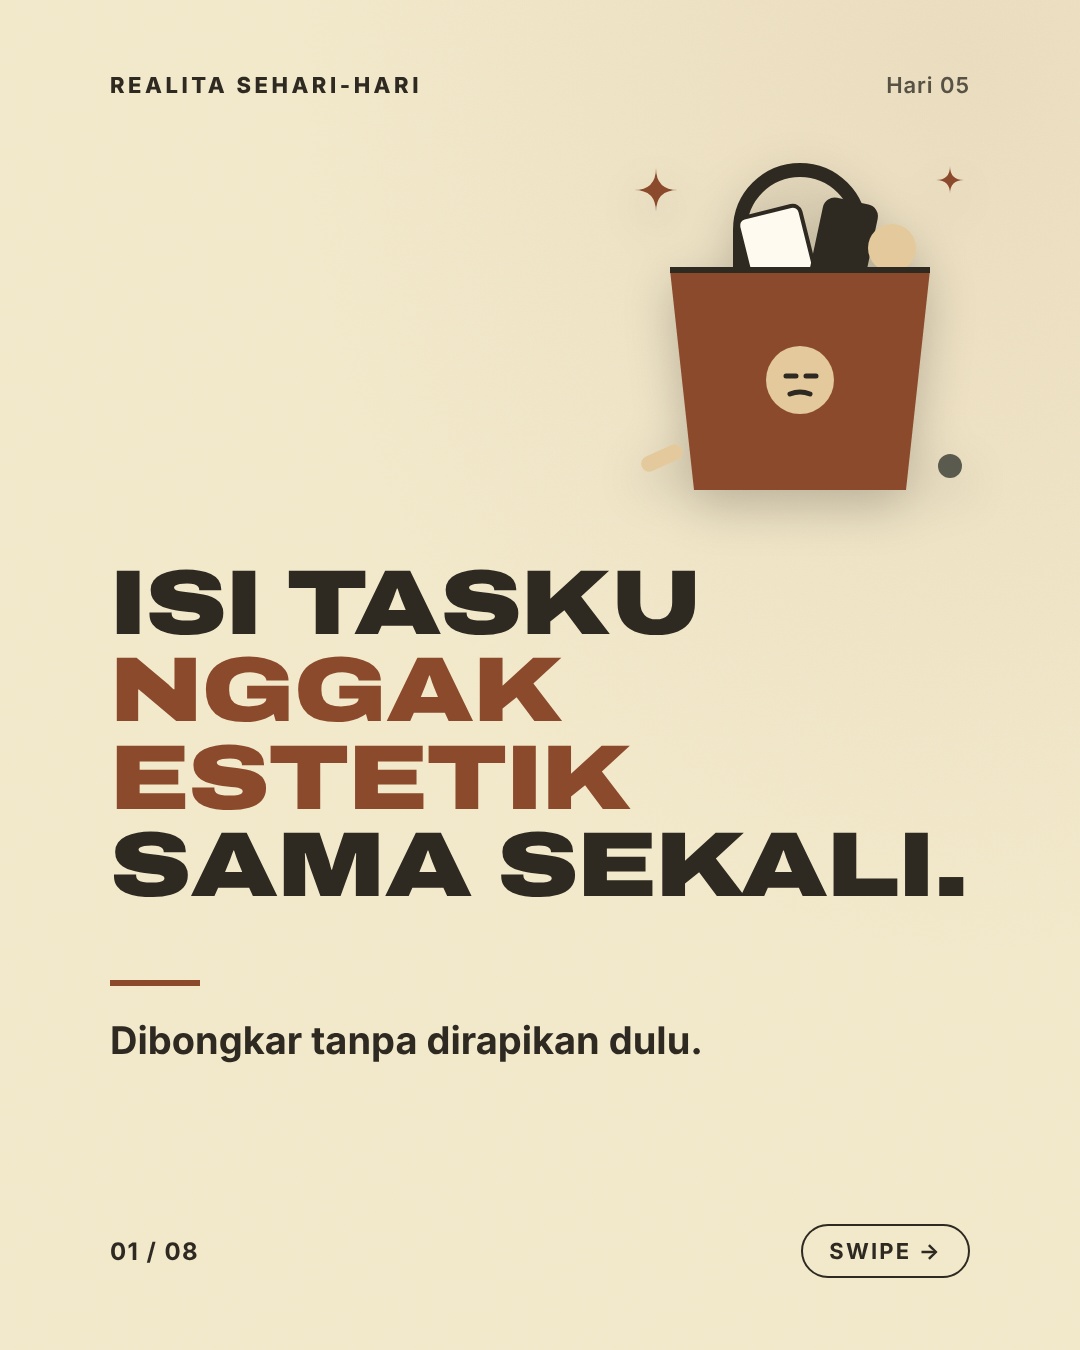 REALITA SEHARI-HARI
Hari 05
ISI TASKU
NGGAK
ESTETIK
SAMA SEKALI.
Dibongkar tanpa dirapikan dulu.
01 / 08
SWIPE →